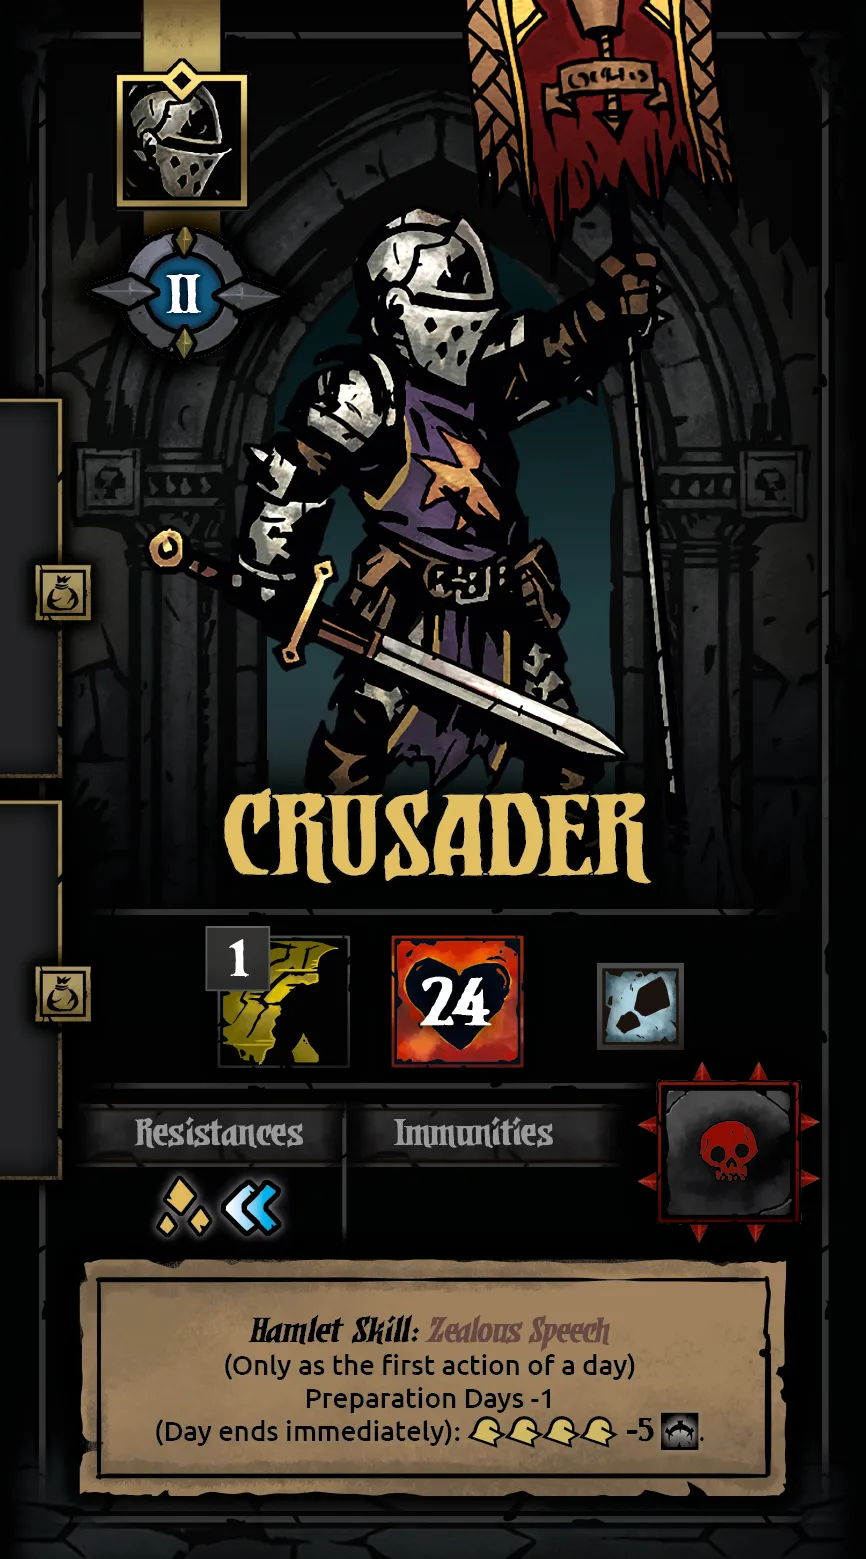 II
CRUSADER
1
24
Resistances Immunities
Hamlet Skill: Zealous Speech
(Only as the first action of a day)
Preparation Days -1
(Day ends immediately): -5 .